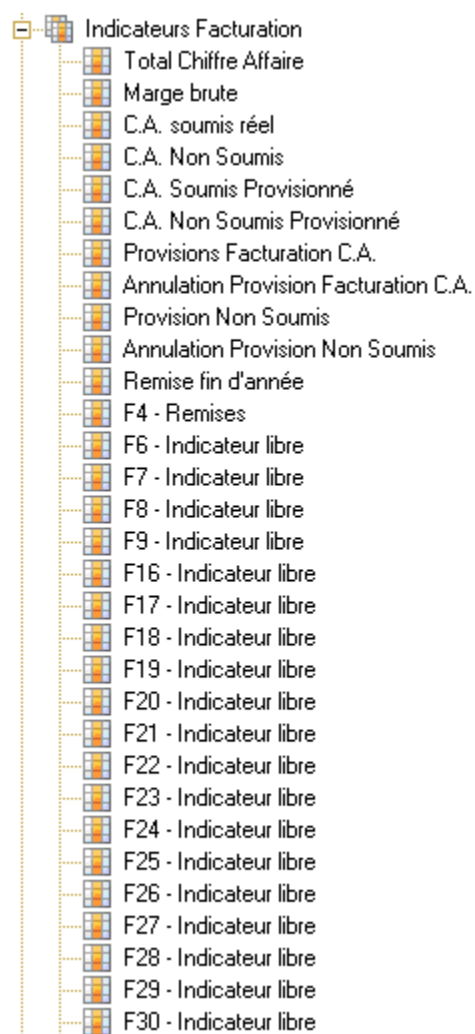 Indicateurs Facturation
Total Chiffre Affaire
Marge brute
C.A. soumis réel
C.A. Non Soumis
C.A. Soumis Provisionné
C.A. Non Soumis Provisionné
Provisions Facturation C.A.
Annulation Provision Facturation C.A.
Provision Non Soumis
Annulation Provision Non Soumis
Remise fin d'année
F4 - Remises
F6 - Indicateur libre
F7 - Indicateur libre
F8 - Indicateur libre
F9 - Indicateur libre
F16 - Indicateur libre
F17 - Indicateur libre
F18 - Indicateur libre
F19 - Indicateur libre
F20 - Indicateur libre
F21 - Indicateur libre
F22 - Indicateur libre
F23 - Indicateur libre
F24 - Indicateur libre
F25 - Indicateur libre
F26 - Indicateur libre
F27 - Indicateur libre
F28 - Indicateur libre
F29 - Indicateur libre
F30 - Indicateur libre